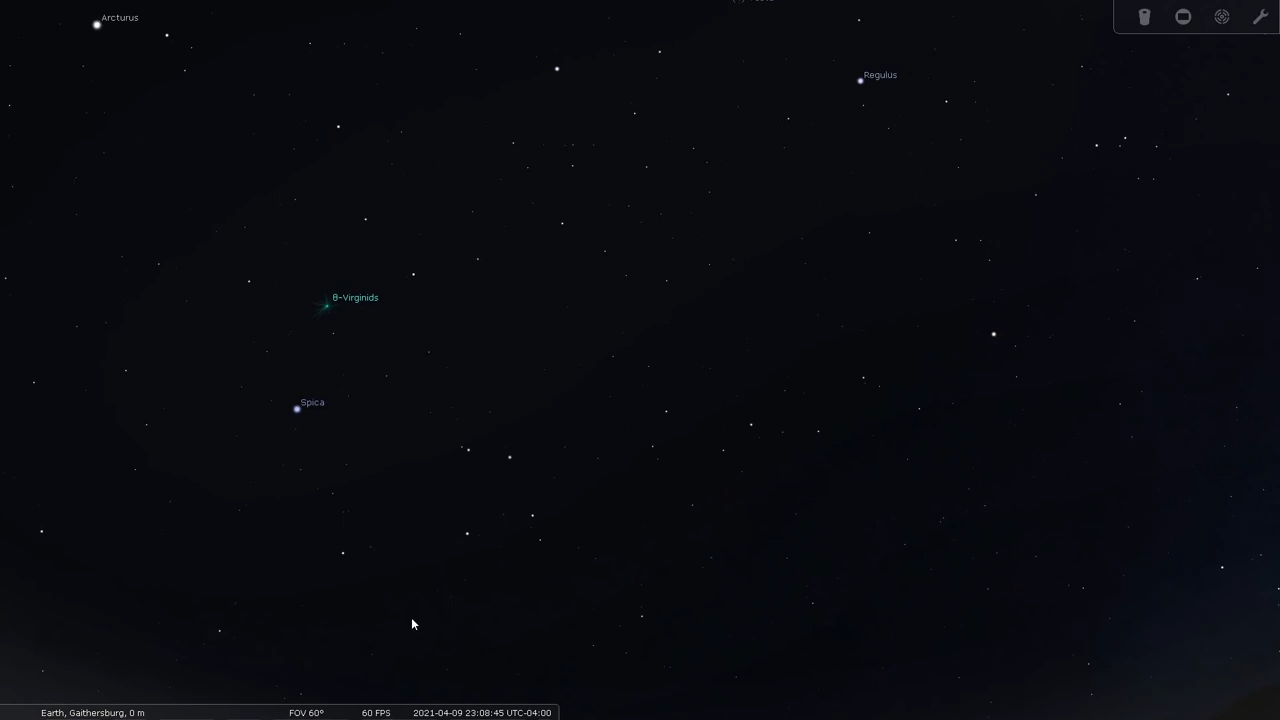 Arcturus
Regulus
θ-Virginids
Spica
Earth, Gaithersburg, 0 m FOV 60° 60 FPS 2021-04-09 23:08:45 UTC-04:00